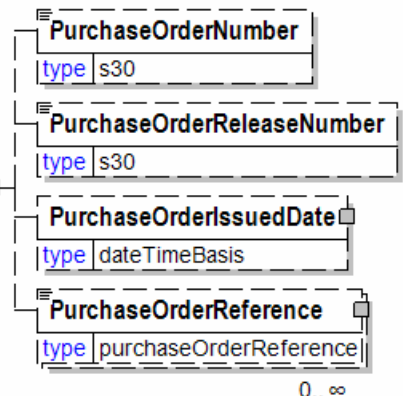 PurchaseOrderNumber
type s30
PurchaseOrderReleaseNumber
type s30
PurchaseOrderIssuedDate
type dateTimeBasis
PurchaseOrderReference
type purchaseOrderReference
0..∞